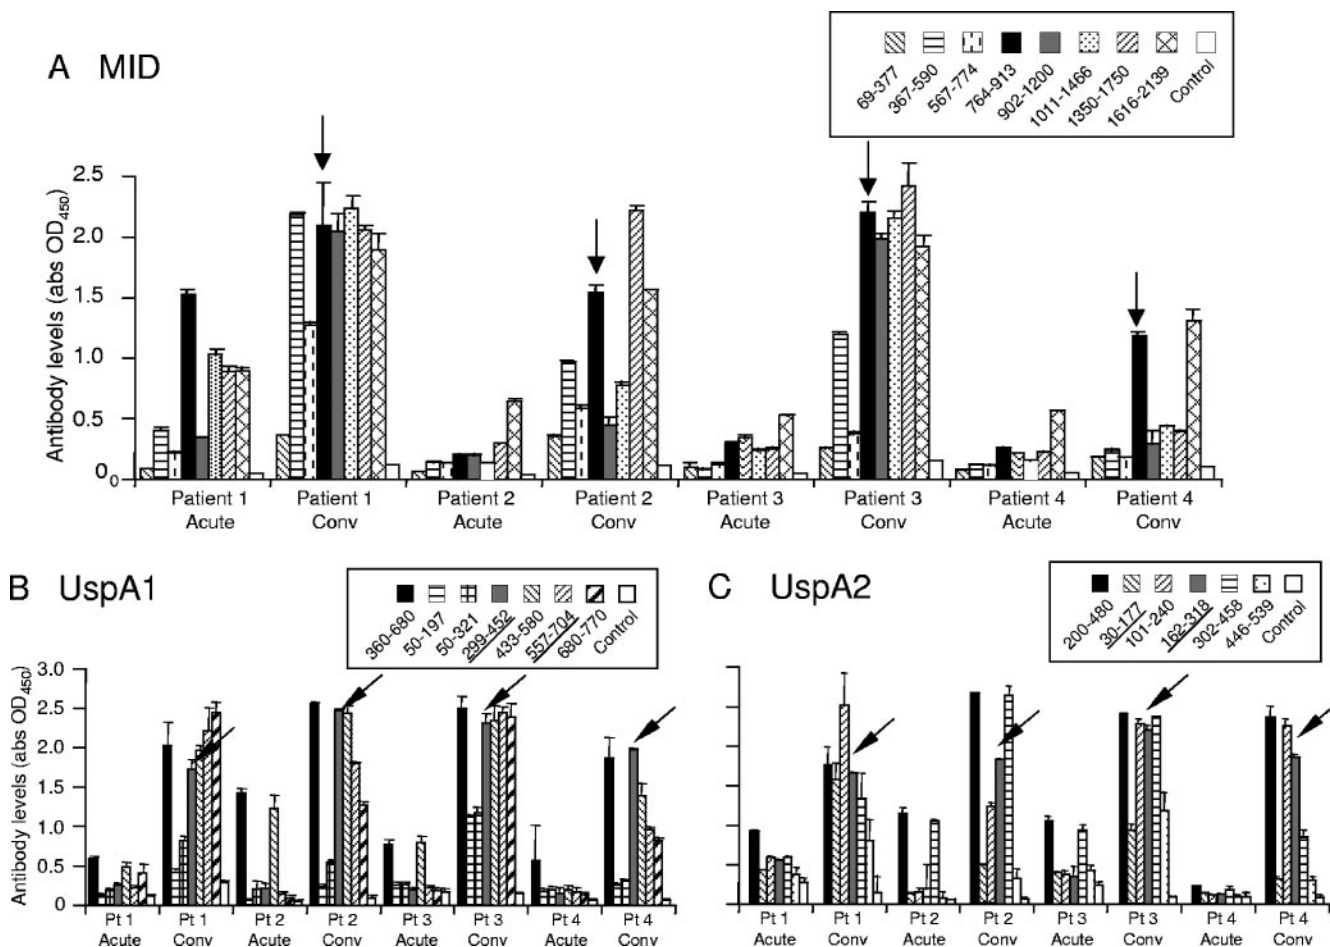 A MID
69-377
367-590
567-774
764-913
902-1200
1011-1466
1350-1750
1616-2139
Control
Antibody levels (abs OD450)
2.5
2.0
1.5
1.0
0.5
0
Patient 1 Patient 1 Patient 2 Patient 2 Patient 3 Patient 3 Patient 4 Patient 4
Acute Conv Acute Conv Acute Conv Acute Conv
B UspA1
360-680
50-197
50-321
299-452
433-580
557-704
680-770
Control
Antibody levels (abs OD450)
3.0
2.5
2.0
1.5
1.0
0.5
0
Pt 1 Pt 1 Pt 2 Pt 2 Pt 3 Pt 3 Pt 4 Pt 4
Acute Conv Acute Conv Acute Conv Acute Conv
C UspA2
200-480
30-177
101-240
162-318
302-458
446-539
Control
Pt 1 Pt 1 Pt 2 Pt 2 Pt 3 Pt 3 Pt 4 Pt 4
Acute Conv Acute Conv Acute Conv Acute Conv